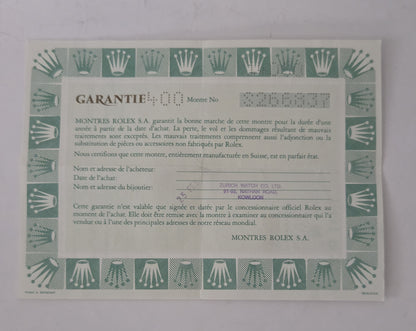 GARANTIE 400 Montre No
MONTRES ROLEX S.A. garantit la bonne marche de cette montre pour la durée d'une
année à partir de la date d'achat. La perte, le vol et les dommages résultant de mauvais
traitements sont exceptés. Les mauvais traitements comprennent aussi l'adjonction ou la
substitution de pièces ou accessoires non fabriqués par Rolex.
Nous certifions que cette montre, entièrement manufacturée en Suisse, est en parfait état.
Nom et adresse de l'acheteur:
Date de l'achat:
Nom et adresse du bijoutier:
ZURICH WATCH CO. LTD.
NATHAN ROAD,
KOWLOON
Cette garantie n'est valable que signée et datée par le concessionnaire officiel Rolex au
moment de l'achat. Elle doit être remise avec la montre à examiner au concessionnaire qui l'a
vendue ou à l'une des principales adresses de notre réseau mondial.
MONTRES ROLEX S.A.